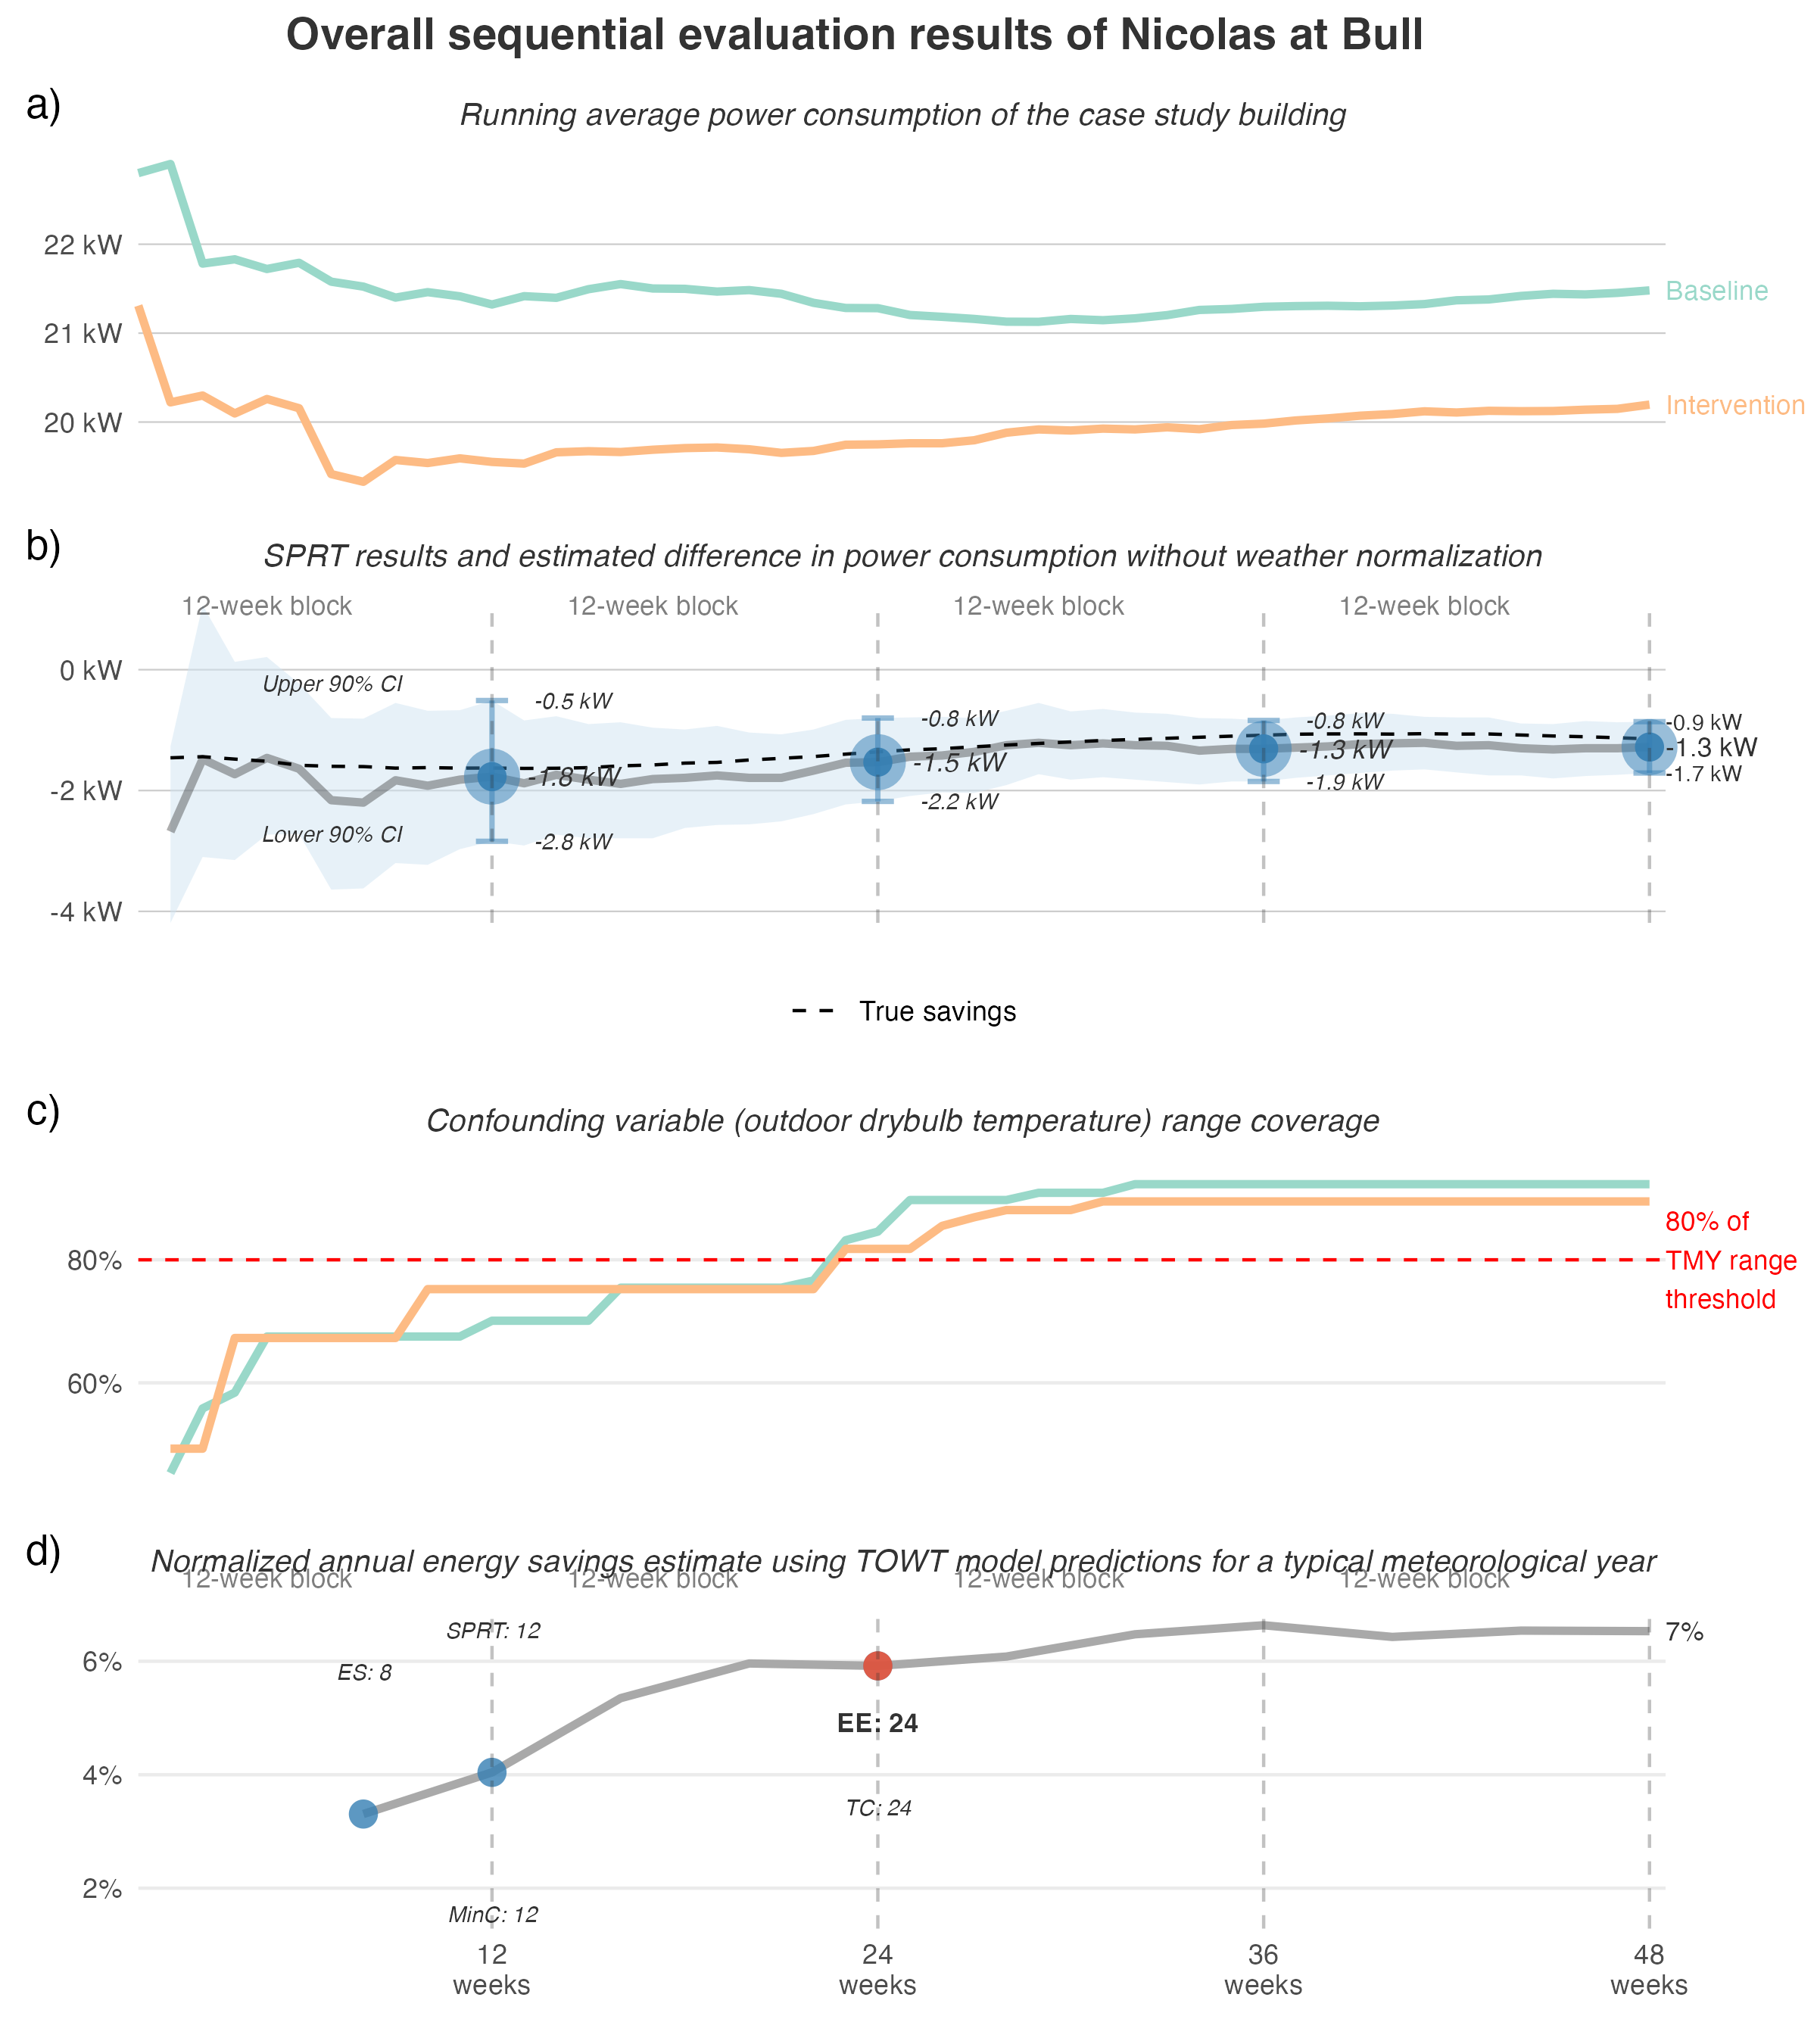 Overall sequential evaluation results of Nicolas at Bull
a)
Running average power consumption of the case study building
22 kW
21 kW
20 kW
Baseline
Intervention
b)
SPRT results and estimated difference in power consumption without weather normalization
12-week block 12-week block 12-week block 12-week block
0 kW
-2 kW
-4 kW
Upper 90% CI
Lower 90% CI
-0.5 kW
-1.8 kW
-2.8 kW
-0.8 kW
-1.5 kW
-2.2 kW
-0.8 kW
-1.3 kW
-1.9 kW
-0.9 kW
-1.3 kW
-1.7 kW
True savings
c)
Confounding variable (outdoor drybulb temperature) range coverage
80%
60%
80% of
TMY range
threshold
d)
Normalized annual energy savings estimate using TOWT model predictions for a typical meteorological year
12-week block 12-week block 12-week block 12-week block
6%
4%
2%
SPRT: 12
ES: 8
EE: 24
TC: 24
MinC: 12
7%
12
weeks
24
weeks
36
weeks
48
weeks